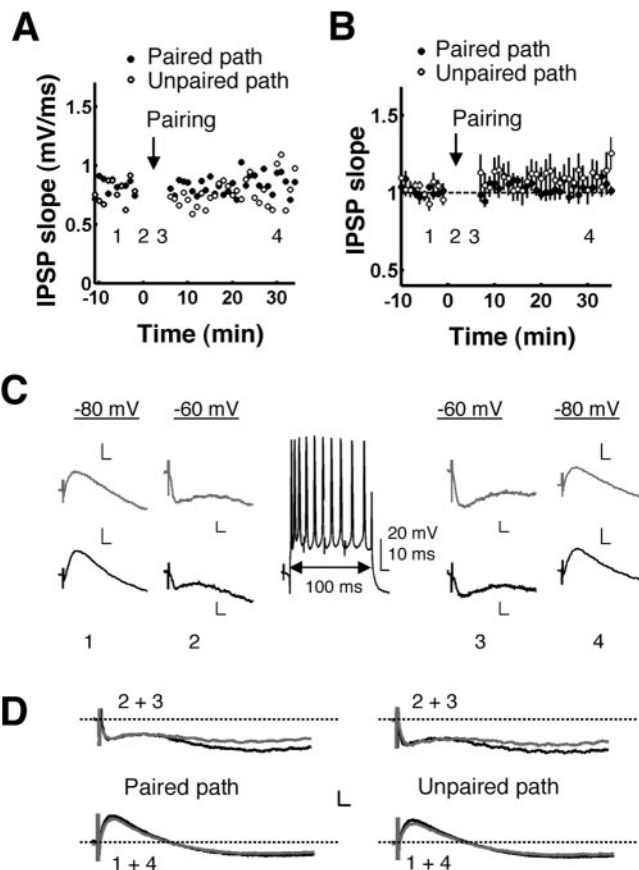 A
Paired path
Unpaired path
IPSP slope (mV/ms)
1.5
1
0.5
0
Pairing
1 2 3 4
-10 0 10 20 30
Time (min)
B
Paired path
Unpaired path
IPSP slope
1.5
1
0.5
Pairing
1 2 3 4
-10 0 10 20 30
Time (min)
C
-80 mV -60 mV -60 mV -80 mV
20 mV
10 ms
100 ms
1 2 3 4
D
2 + 3 2 + 3
Paired path Unpaired path
1 + 4 1 + 4